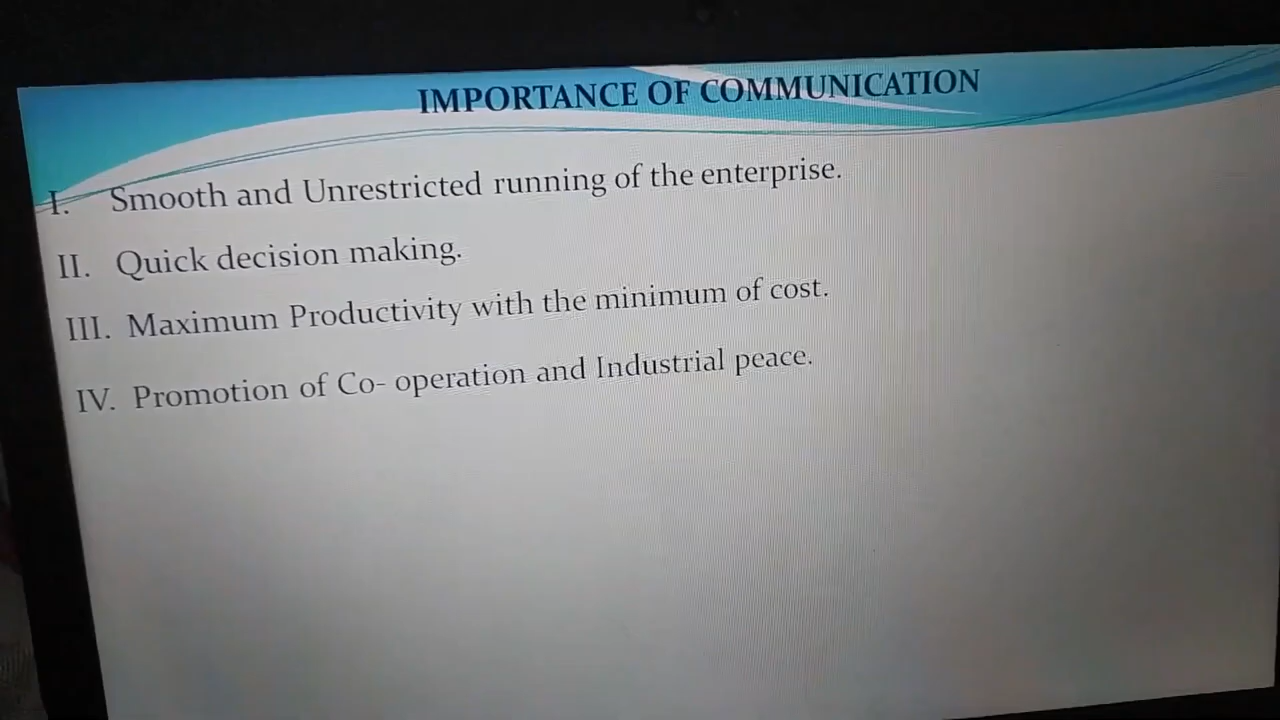 IMPORTANCE OF COMMUNICATION
I. Smooth and Unrestricted running of the enterprise.
II. Quick decision making.
III. Maximum Productivity with the minimum of cost.
IV. Promotion of Co- operation and Industrial peace.